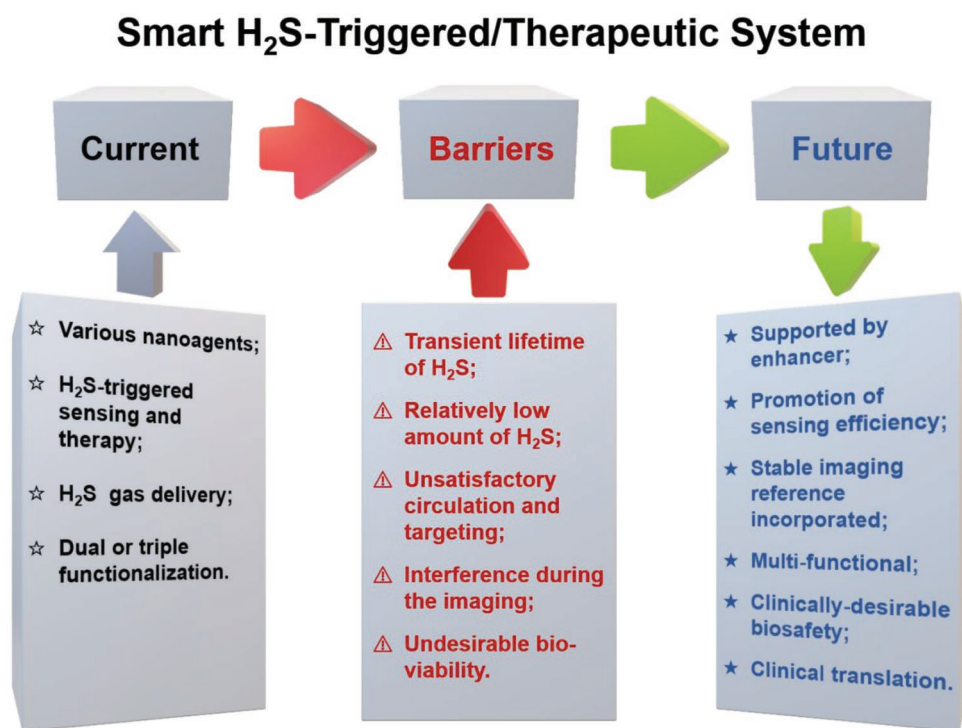 Smart H₂S-Triggered/Therapeutic System
Current
Barriers
Future
☆ Various nanoagents;
☆ H₂S-triggered
sensing and
therapy;
☆ H₂S gas delivery;
☆ Dual or triple
functionalization.
⚠ Transient lifetime
of H₂S;
⚠ Relatively low
amount of H₂S;
⚠ Unsatisfactory
circulation and
targeting;
⚠ Interference during
the imaging;
⚠ Undesirable bio-
viability.
★ Supported by
enhancer;
★ Promotion of
sensing efficiency;
★ Stable imaging
reference
incorporated;
★ Multi-functional;
★ Clinically-desirable
biosafety;
★ Clinical translation.